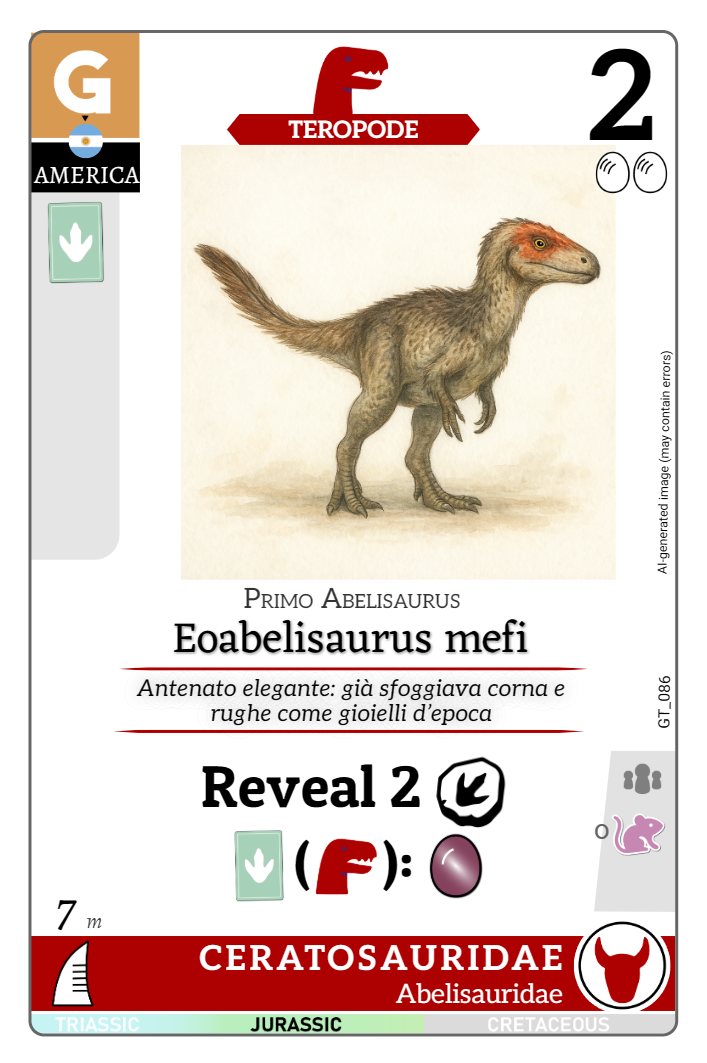 G
2
TEROPODE
AMERICA
AI-generated image (may contain errors)
Primo Abelisaurus
Eoabelisaurus mefi
Antenato elegante: già sfoggiava corna e
rughe come gioielli d'epoca
GT_086
Reveal 2
( ):
o
7 m
CERATOSAURIDAE
Abelisauridae
TRIASSIC JURASSIC CRETACEOUS